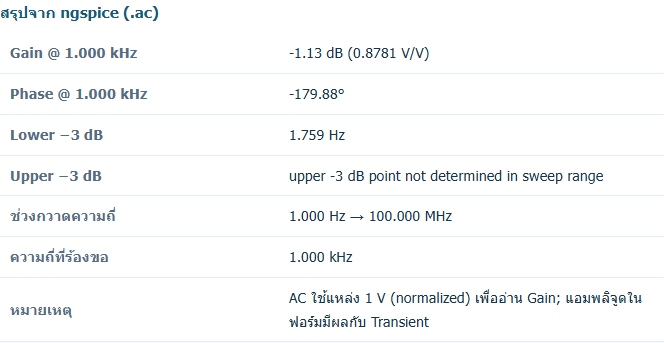 สรุปจาก ngspice (.ac)
Gain @ 1.000 kHz -1.13 dB (0.8781 V/V)
Phase @ 1.000 kHz -179.88°
Lower −3 dB 1.759 Hz
Upper −3 dB upper -3 dB point not determined in sweep range
ช่วงกวาดความถี่ 1.000 Hz → 100.000 MHz
ความถี่ที่ร้องขอ 1.000 kHz
หมายเหตุ AC ใช้แหล่ง 1 V (normalized) เพื่ออ่าน Gain; แอมพลิจูดใน
ฟอร์มมีผลกับ Transient